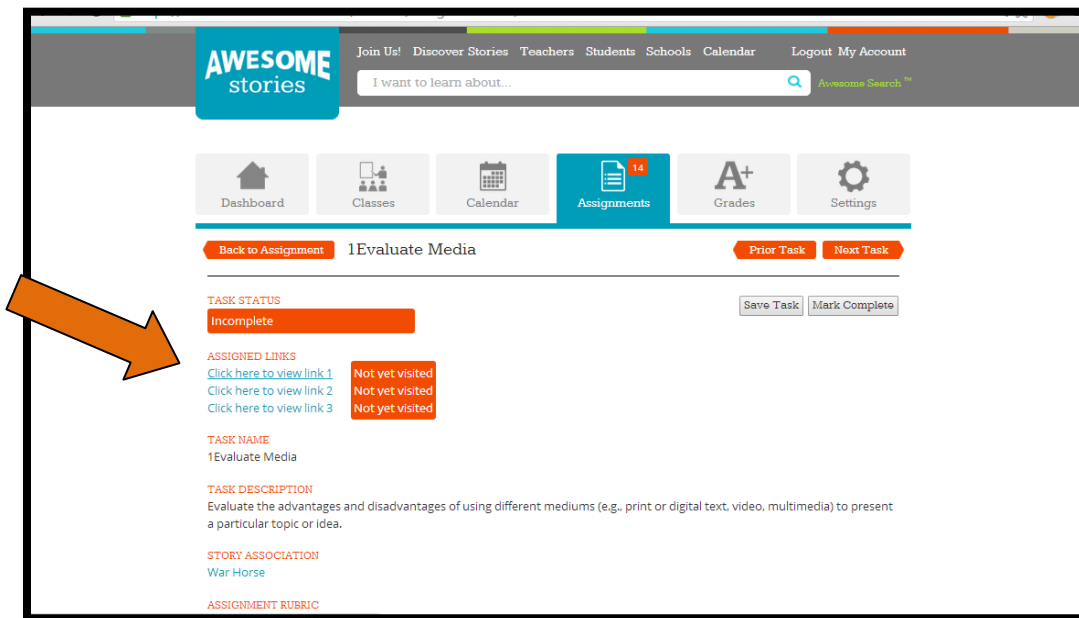 Join Us! Discover Stories Teachers Students Schools Calendar Logout My Account
AWESOME
stories
I want to learn about...
Awesome Search ™
14
A+
Dashboard Classes Calendar Assignments Grades Settings
Back to Assignment 1Evaluate Media Prior Task Next Task
TASK STATUS
Save Task Mark Complete
Incomplete
ASSIGNED LINKS
Click here to view link 1 Not yet visited
Click here to view link 2 Not yet visited
Click here to view link 3 Not yet visited
TASK NAME
1Evaluate Media
TASK DESCRIPTION
Evaluate the advantages and disadvantages of using different mediums (e.g., print or digital text, video, multimedia) to present
a particular topic or idea.
STORY ASSOCIATION
War Horse
ASSIGNMENT RUBRIC